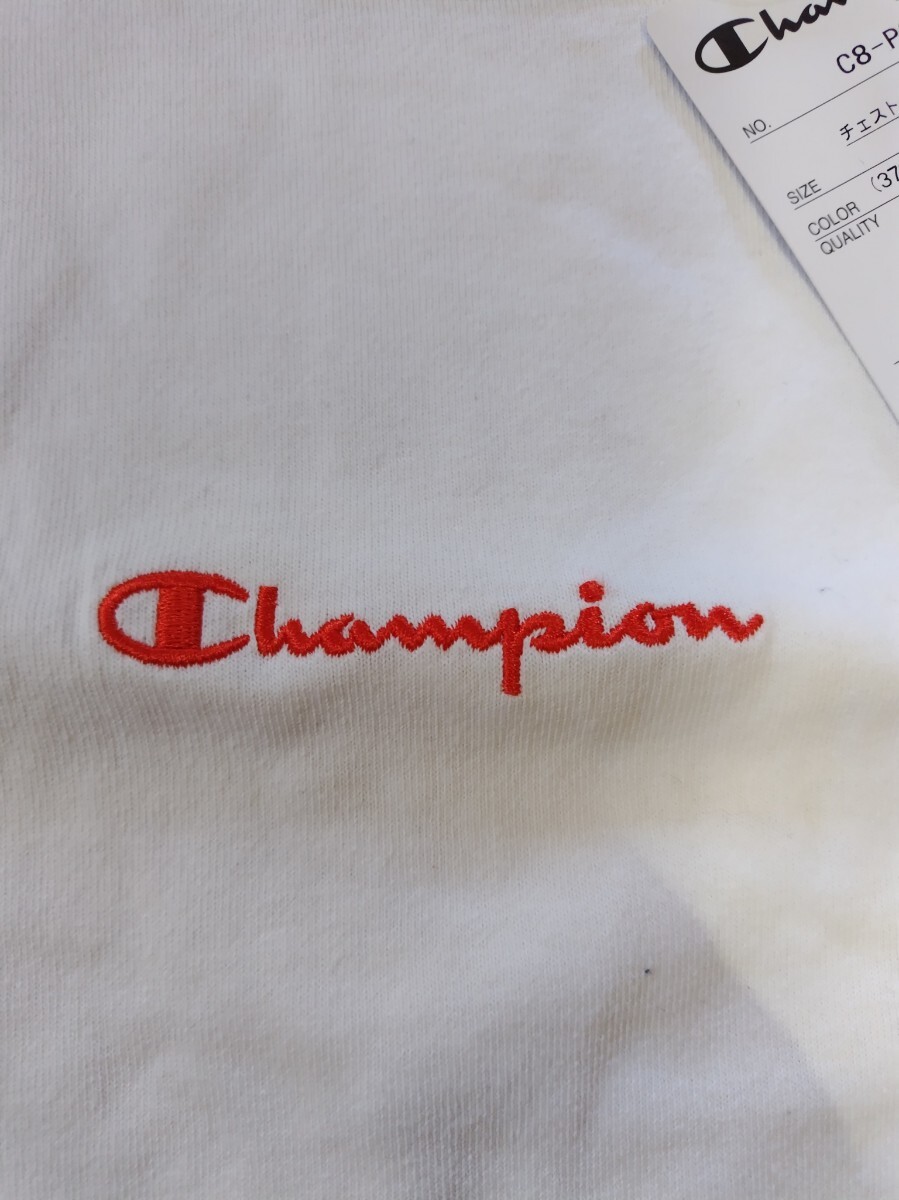 Champion
NO. C8-P
チェスト
SIZE
COLOR (37
QUALITY
Champion